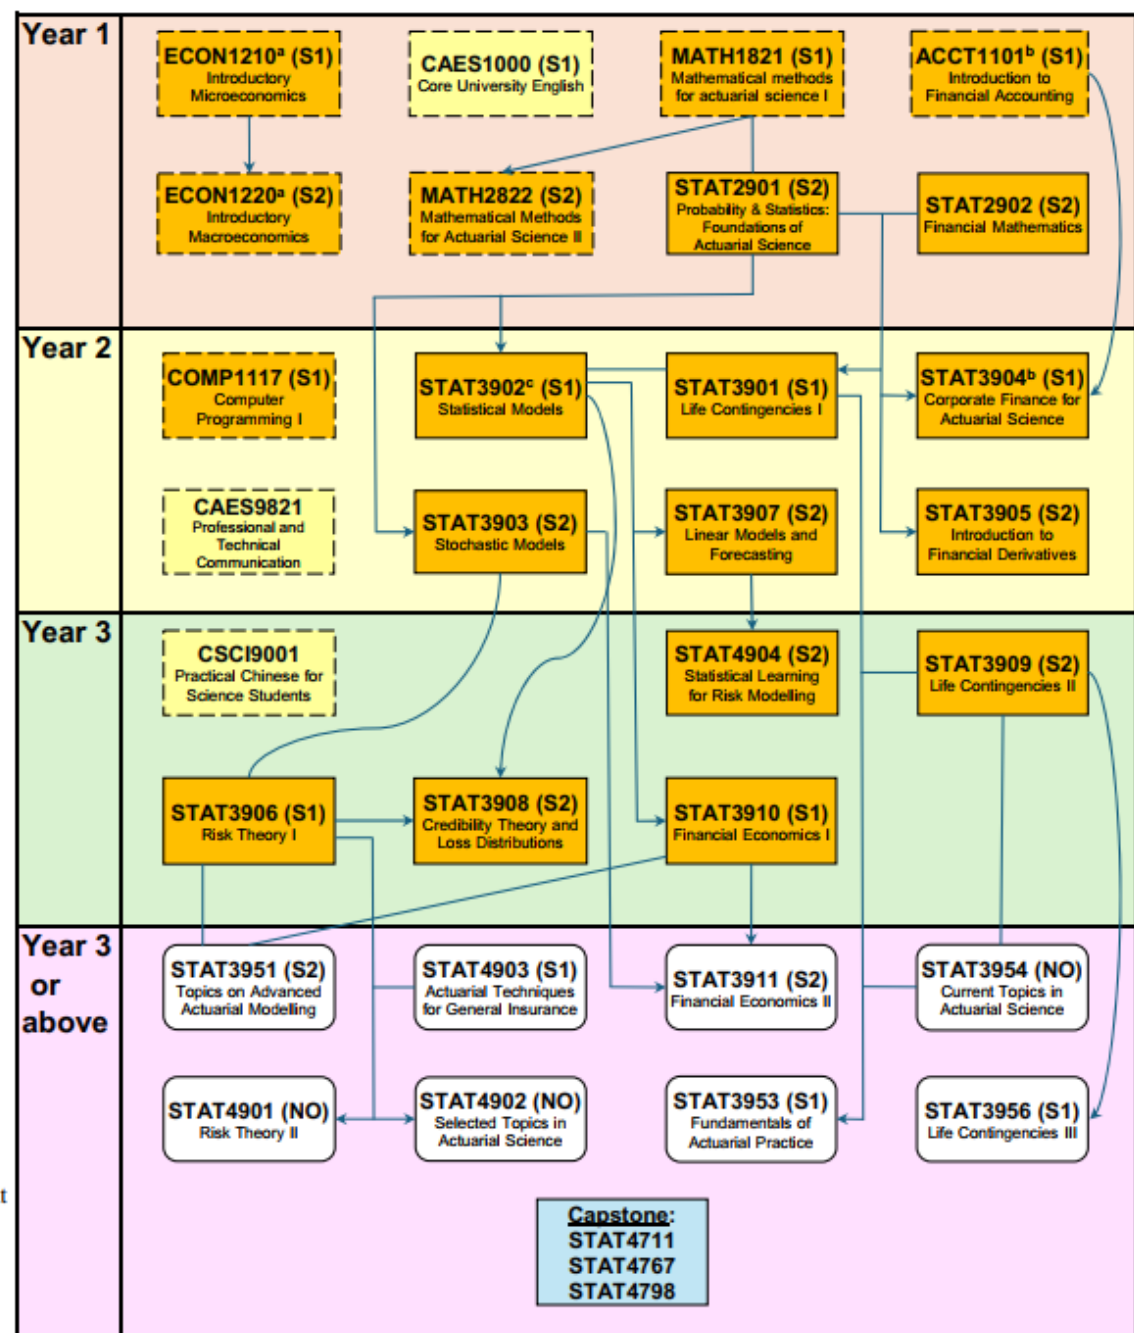 Year 1
ECON1210ᵃ (S1)
Introductory
Microeconomics
CAES1000 (S1)
Core University English
MATH1821 (S1)
Mathematical methods
for actuarial science I
ACCT1101ᵇ (S1)
Introduction to
Financial Accounting
ECON1220ᵃ (S2)
Introductory
Macroeconomics
MATH2822 (S2)
Mathematical Methods
for Actuarial Science II
STAT2901 (S2)
Probability & Statistics:
Foundations of
Actuarial Science
STAT2902 (S2)
Financial Mathematics
Year 2
COMP1117 (S1)
Computer
Programming I
STAT3902ᶜ (S1)
Statistical Models
STAT3901 (S1)
Life Contingencies I
STAT3904ᵇ (S1)
Corporate Finance for
Actuarial Science
CAES9821
Professional and
Technical
Communication
STAT3903 (S2)
Stochastic Models
STAT3907 (S2)
Linear Models and
Forecasting
STAT3905 (S2)
Introduction to
Financial Derivatives
Year 3
CSCI9001
Practical Chinese for
Science Students
STAT4904 (S2)
Statistical Learning
for Risk Modelling
STAT3909 (S2)
Life Contingencies II
STAT3906 (S1)
Risk Theory I
STAT3908 (S2)
Credibility Theory and
Loss Distributions
STAT3910 (S1)
Financial Economics I
Year 3
or
above
STAT3951 (S2)
Topics on Advanced
Actuarial Modelling
STAT4903 (S1)
Actuarial Techniques
for General Insurance
STAT3911 (S2)
Financial Economics II
STAT3954 (NO)
Current Topics in
Actuarial Science
STAT4901 (NO)
Risk Theory II
STAT4902 (NO)
Selected Topics in
Actuarial Science
STAT3953 (S1)
Fundamentals of
Actuarial Practice
STAT3956 (S1)
Life Contingencies III
Capstone:
STAT4711
STAT4767
STAT4798